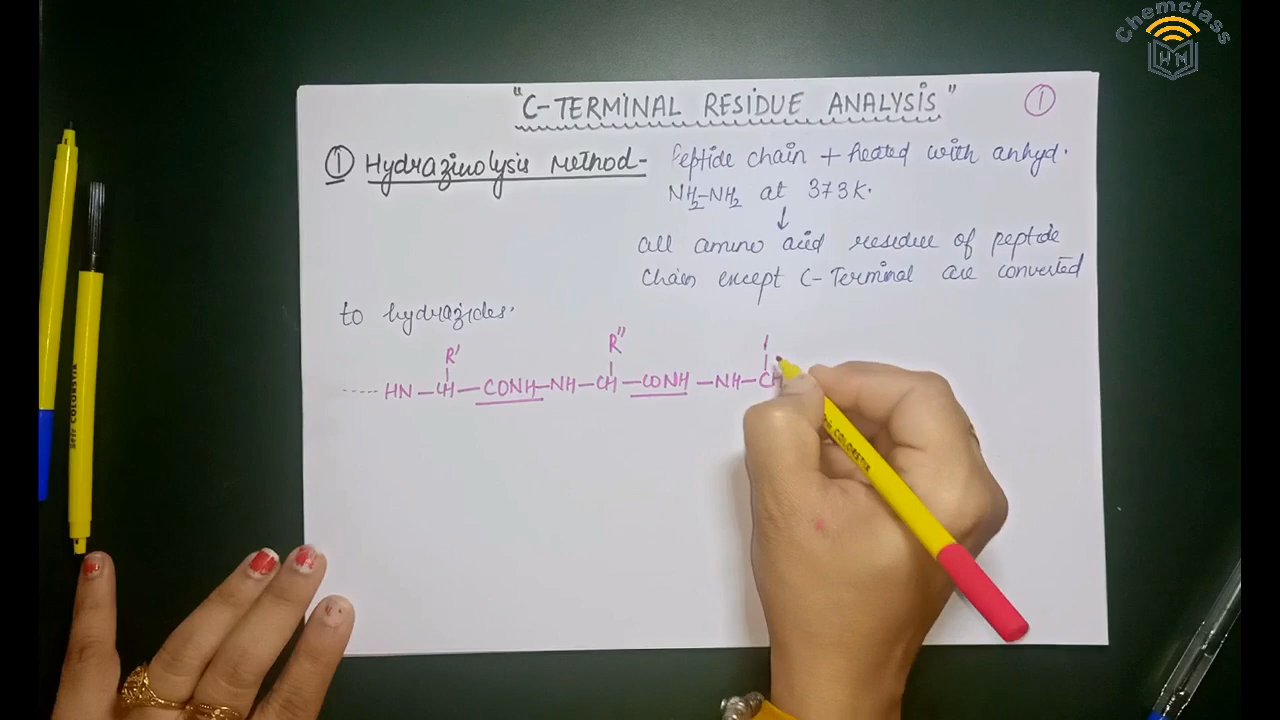 Chemclass
HM
"C-TERMINAL RESIDUE ANALYSIS" ①
① Hydrazinolysis Method- Peptide chain + heated with anhyd.
NH₂-NH₂ at 373K.
↓
all amino acid residue of peptide
Chain except C-Terminal are converted
to hydrazides.
R' R"
----HN-CH-CONH-NH-CH-CONH-NH-CH